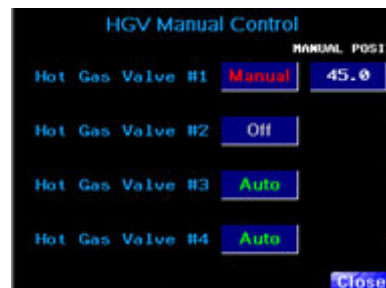 HGV Manual Control
MANUAL POSI
Hot Gas Valve #1 Manual 45.0
Hot Gas Valve #2 Off
Hot Gas Valve #3 Auto
Hot Gas Valve #4 Auto
Close